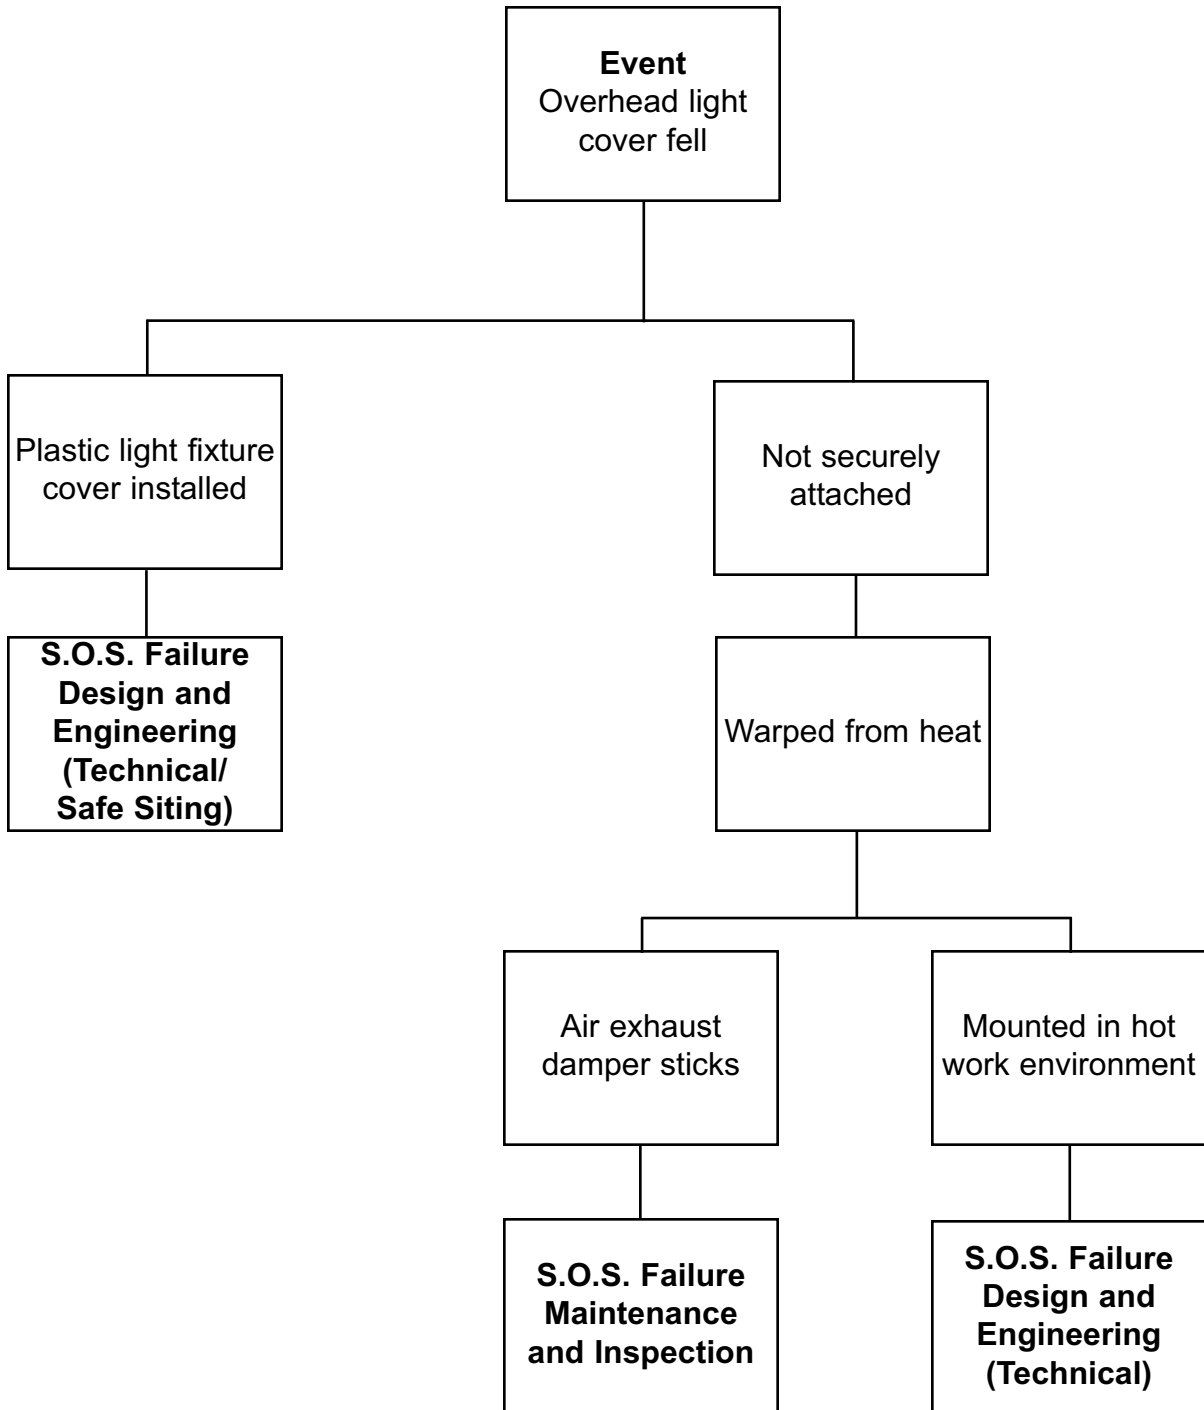 Event
Overhead light
cover fell
Plastic light fixture
cover installed
Not securely
attached
S.O.S. Failure
Design and
Engineering
(Technical/
Safe Siting)
Warped from heat
Air exhaust
damper sticks
Mounted in hot
work environment
S.O.S. Failure
Maintenance
and Inspection
S.O.S. Failure
Design and
Engineering
(Technical)